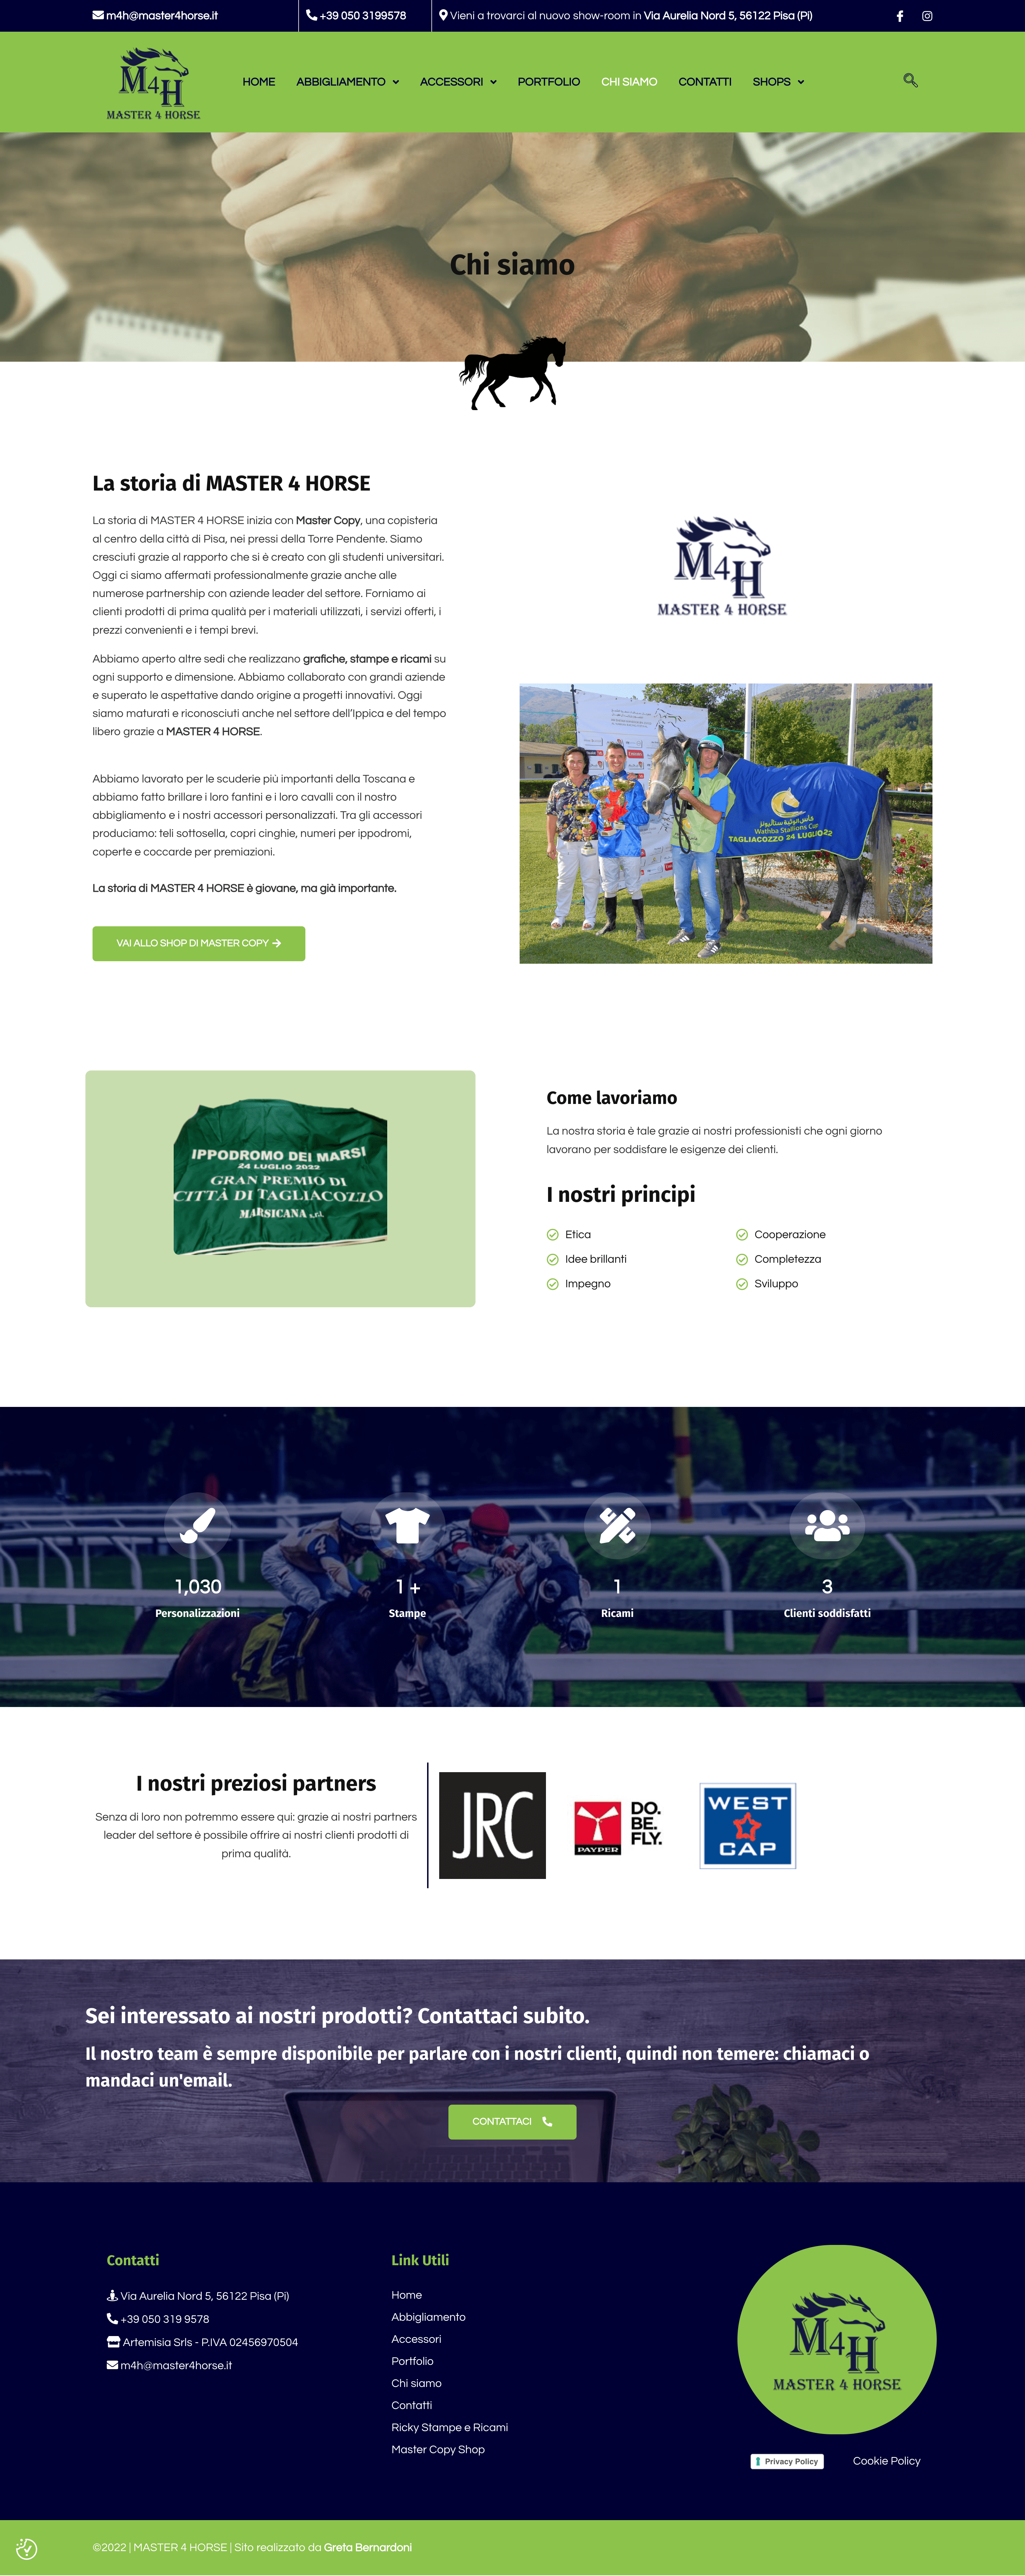 m4h@master4horse.it
+39 050 3199578
Vieni a trovarci al nuovo show-room in Via Aurelia Nord 5, 56122 Pisa (Pi)
M4H
MASTER 4 HORSE
HOME
ABBIGLIAMENTO
ACCESSORI
PORTFOLIO
CHI SIAMO
CONTATTI
SHOPS
Chi siamo
La storia di MASTER 4 HORSE
La storia di MASTER 4 HORSE inizia con Master Copy, una copisteria
al centro della città di Pisa, nei pressi della Torre Pendente. Siamo
cresciuti grazie al rapporto che si è creato con gli studenti universitari.
Oggi ci siamo affermati professionalmente grazie anche alle
numerose partnership con aziende leader del settore. Forniamo ai
clienti prodotti di prima qualità per i materiali utilizzati, i servizi offerti, i
prezzi convenienti e i tempi brevi.
Abbiamo aperto altre sedi che realizzano grafiche, stampe e ricami su
ogni supporto e dimensione. Abbiamo collaborato con grandi aziende
e superato le aspettative dando origine a progetti innovativi. Oggi
siamo maturati e riconosciuti anche nel settore dell'Ippica e del tempo
libero grazie a MASTER 4 HORSE.
Abbiamo lavorato per le scuderie più importanti della Toscana e
abbiamo fatto brillare i loro fantini e i loro cavalli con il nostro
abbigliamento e i nostri accessori personalizzati. Tra gli accessori
produciamo: teli sottosella, copri cinghie, numeri per ippodromi,
coperte e coccarde per premiazioni.
La storia di MASTER 4 HORSE è giovane, ma già importante.
VAI ALLO SHOP DI MASTER COPY
M4H
MASTER 4 HORSE
Wathba Stallions Cup
TAGLIACOZZO 24 LUGLIO 22
IPPODROMO DEI MARSI
24 LUGLIO 2022
GRAN PREMIO DI
CITTÀ DI TAGLIACOZZO
MARSICANA s.r.l.
Come lavoriamo
La nostra storia è tale grazie ai nostri professionisti che ogni giorno
lavorano per soddisfare le esigenze dei clienti.
I nostri principi
Etica
Idee brillanti
Impegno
Cooperazione
Completezza
Sviluppo
1,030
Personalizzazioni
1 +
Stampe
1
Ricami
3
Clienti soddisfatti
I nostri preziosi partners
Senza di loro non potremmo essere qui: grazie ai nostri partners
leader del settore è possibile offrire ai nostri clienti prodotti di
prima qualità.
JRC
PAYPER
DO.
BE.
FLY.
WEST
CAP
Sei interessato ai nostri prodotti? Contattaci subito.
Il nostro team è sempre disponibile per parlare con i nostri clienti, quindi non temere: chiamaci o
mandaci un'email.
CONTATTACI
Contatti
Via Aurelia Nord 5, 56122 Pisa (Pi)
+39 050 319 9578
Artemisia Srls - P.IVA 02456970504
m4h@master4horse.it
Link Utili
Home
Abbigliamento
Accessori
Portfolio
Chi siamo
Contatti
Ricky Stampe e Ricami
Master Copy Shop
M4H
MASTER 4 HORSE
Privacy Policy
Cookie Policy
©2022 | MASTER 4 HORSE | Sito realizzato da Greta Bernardoni